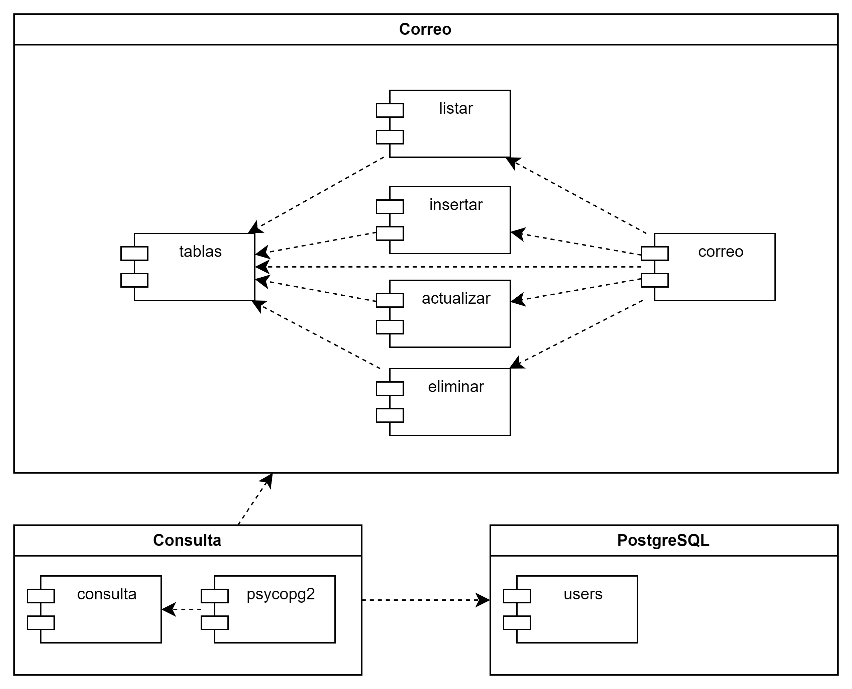 Correo
listar
insertar
tablas
correo
actualizar
eliminar
Consulta
PostgreSQL
consulta
psycopg2
users